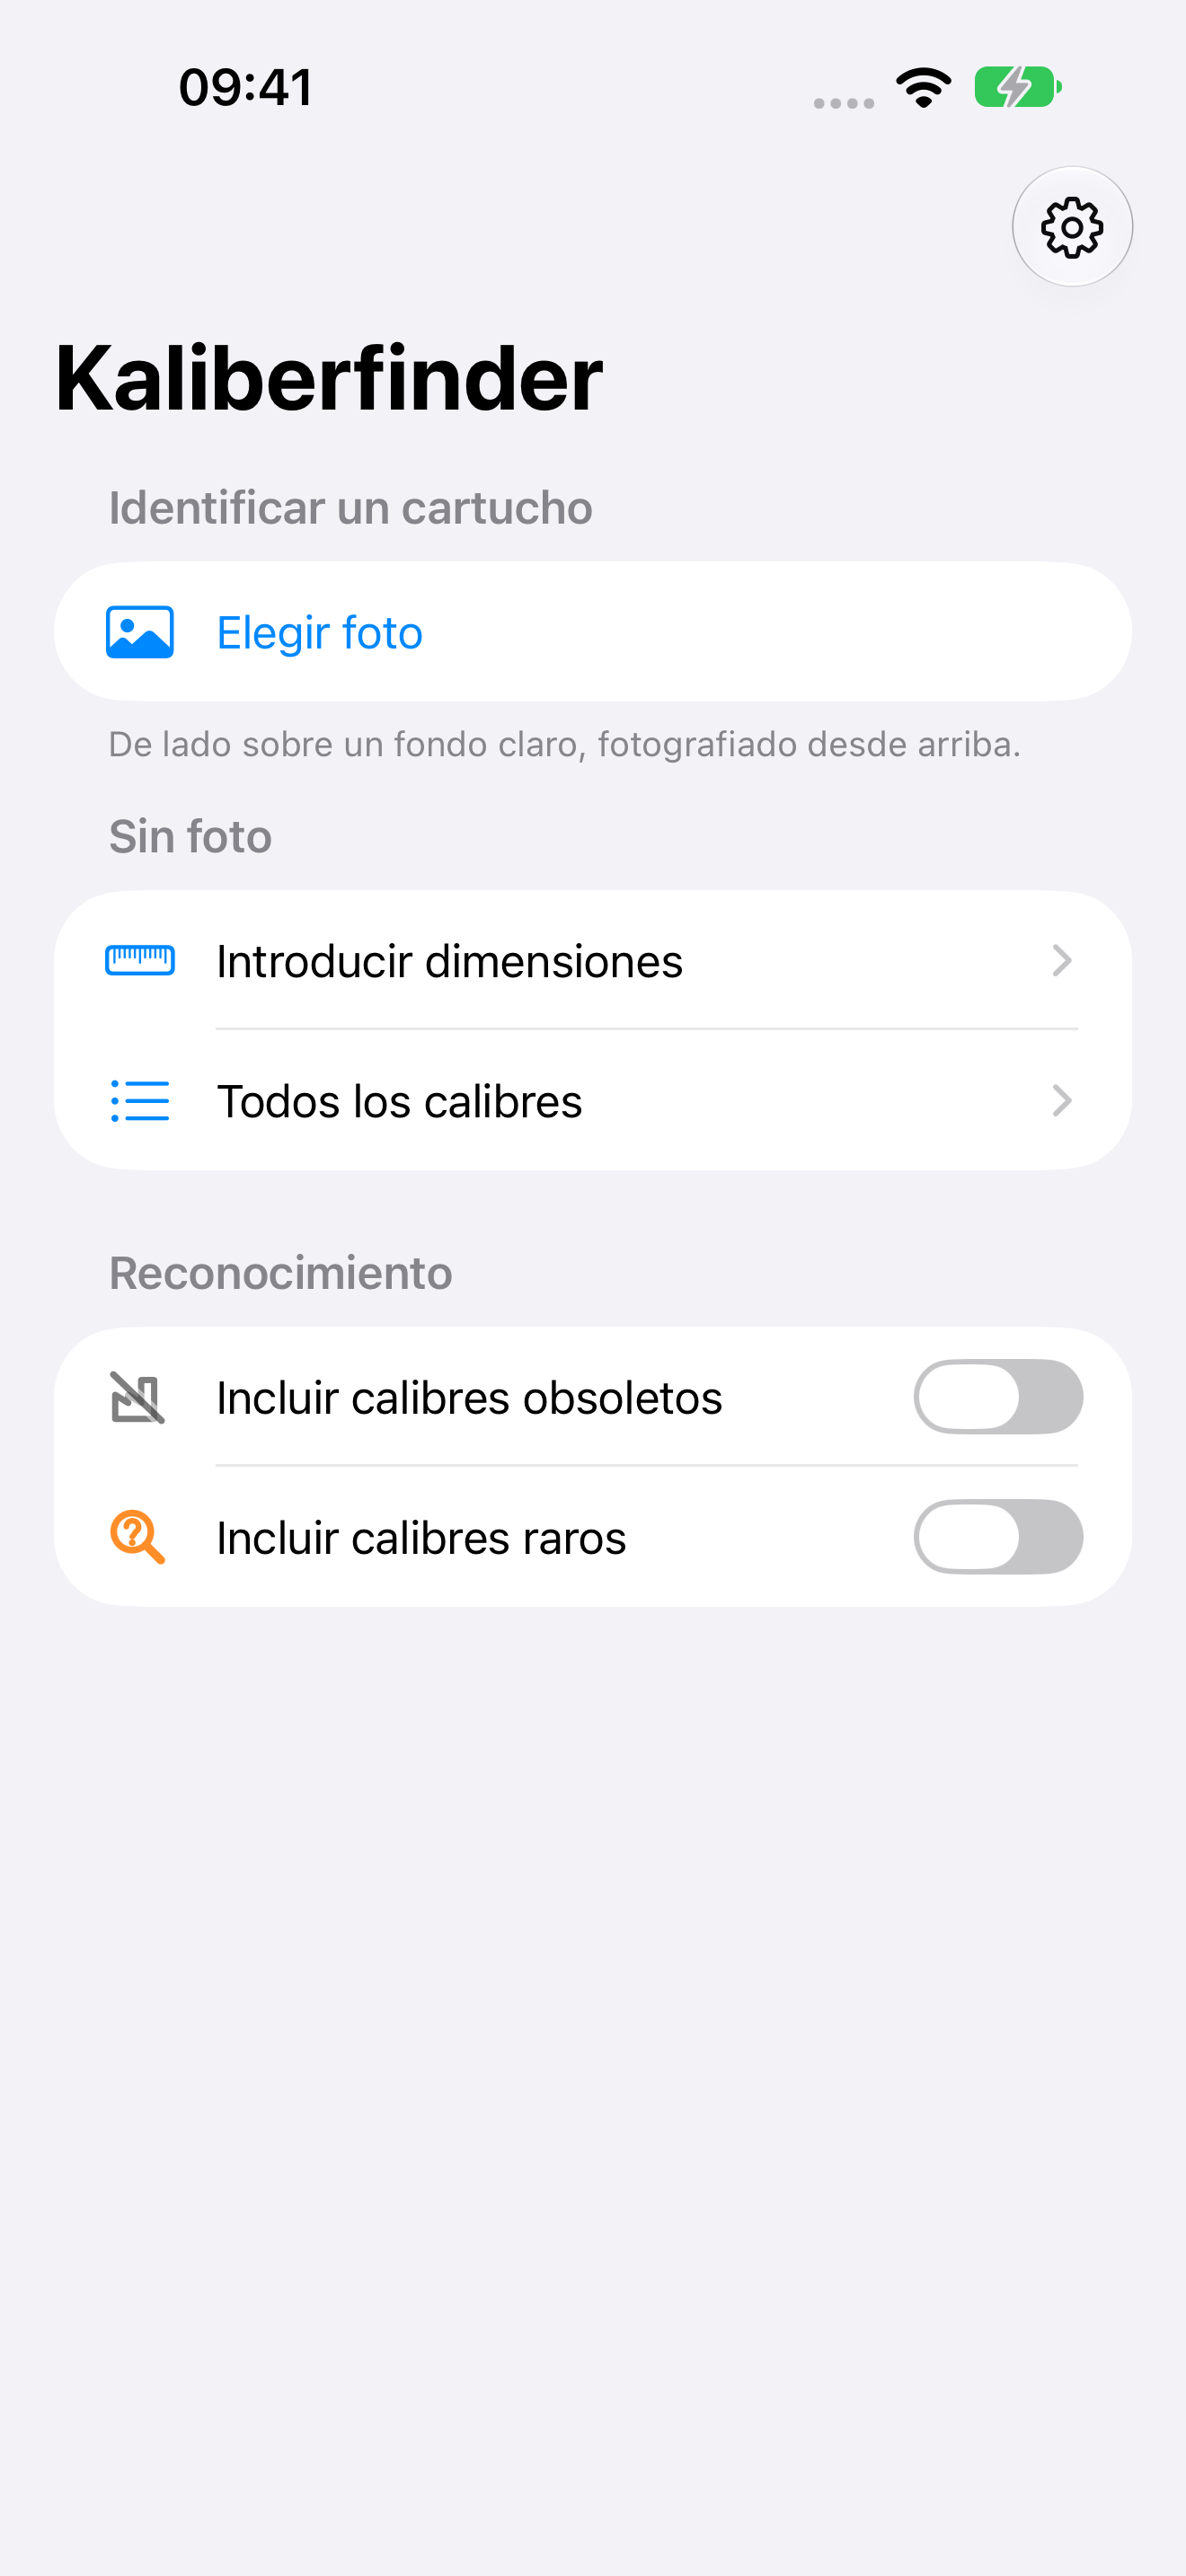 09:41
Kaliberfinder
Identificar un cartucho
Elegir foto
De lado sobre un fondo claro, fotografiado desde arriba.
Sin foto
Introducir dimensiones
Todos los calibres
Reconocimiento
Incluir calibres obsoletos
Incluir calibres raros